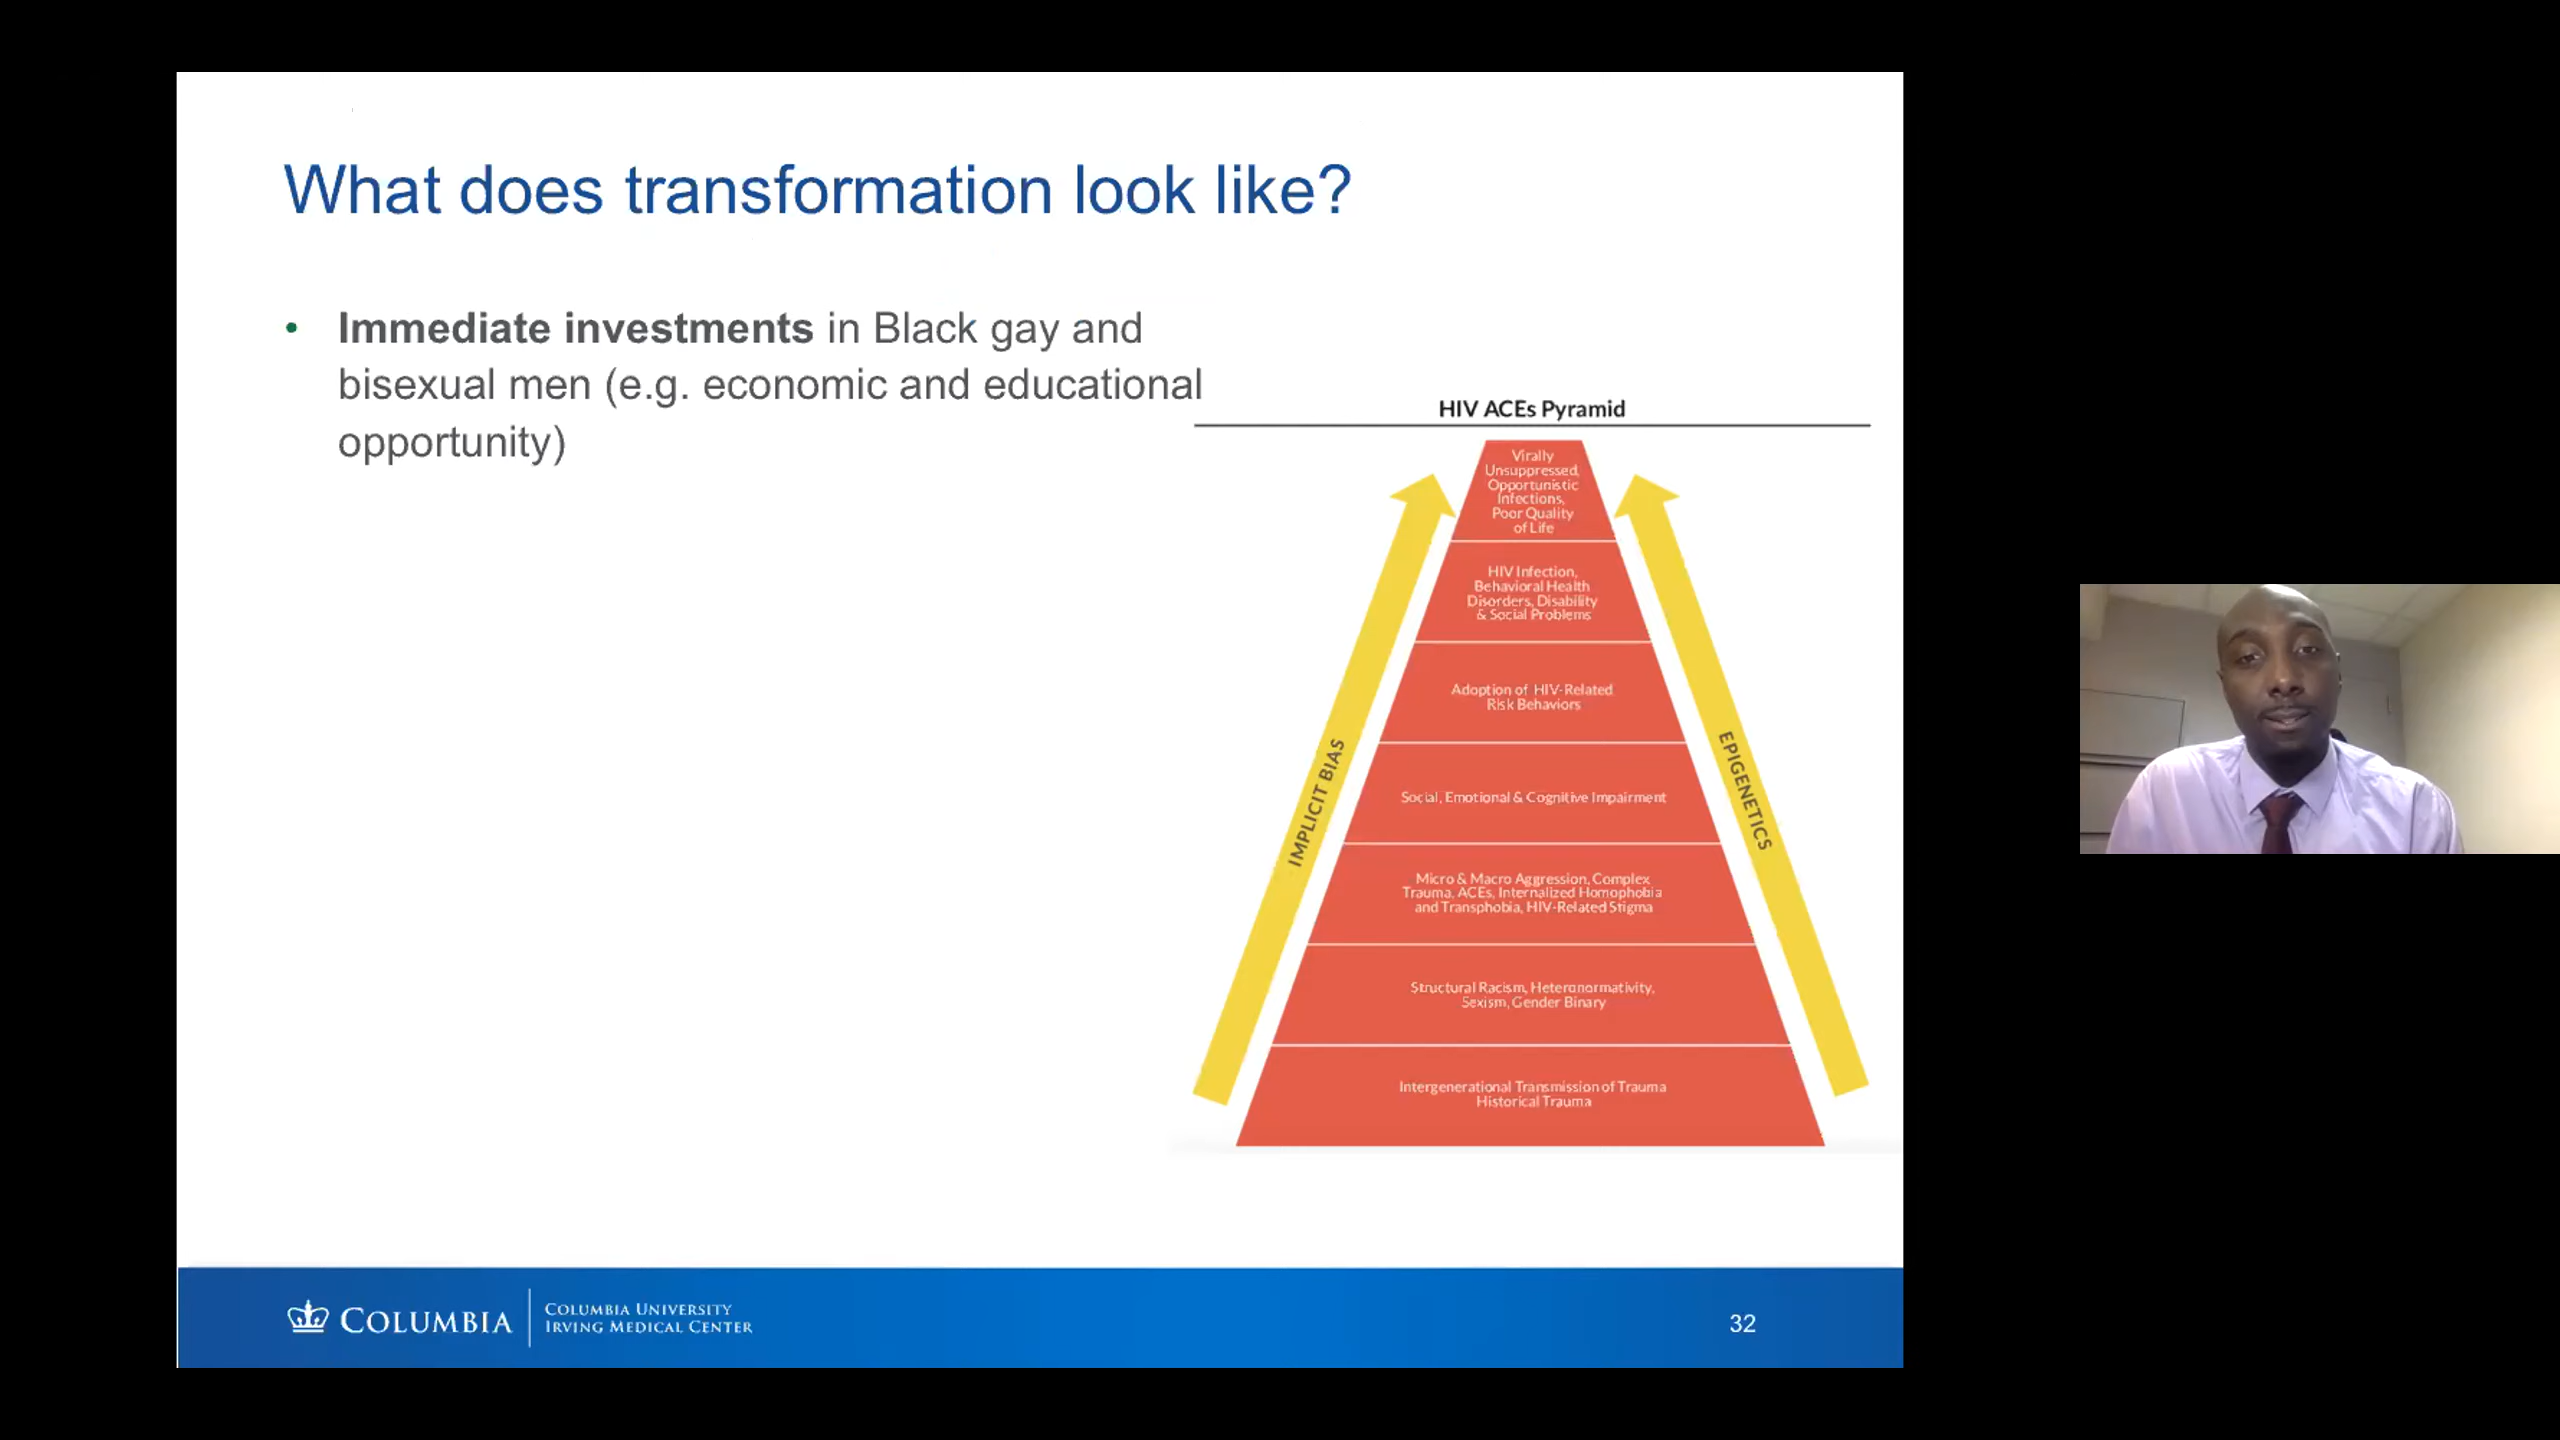 What does transformation look like?
• Immediate investments in Black gay and
bisexual men (e.g. economic and educational
opportunity)
HIV ACEs Pyramid
Virally
Unsuppressed,
Opportunistic
Infections,
Poor Quality
of Life
HIV Infection,
Behavioral Health
Disorders, Disability
& Social Problems
Adoption of HIV-Related
Risk Behaviors
Social, Emotional & Cognitive Impairment
Micro & Macro Aggression, Complex
Trauma, ACEs, Internalized Homophobia
and Transphobia, HIV-Related Stigma
Structural Racism, Heteronormativity,
Sexism, Gender Binary
Intergenerational Transmission of Trauma
Historical Trauma
IMPLICIT BIAS
EPIGENETICS
COLUMBIA
COLUMBIA UNIVERSITY
IRVING MEDICAL CENTER
32